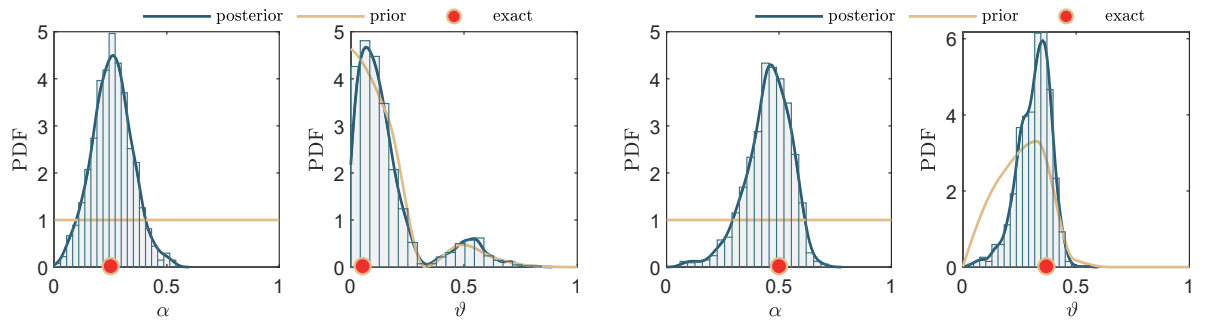 posterior prior exact posterior prior exact
5 5 5 6
4 4 4 4
3 3 3
2 2 2 2
1 1 1
0 0 0 0
PDF PDF PDF PDF
0 0.5 1 0 0.5 1 0 0.5 1 0 0.5 1
α ϑ α ϑ